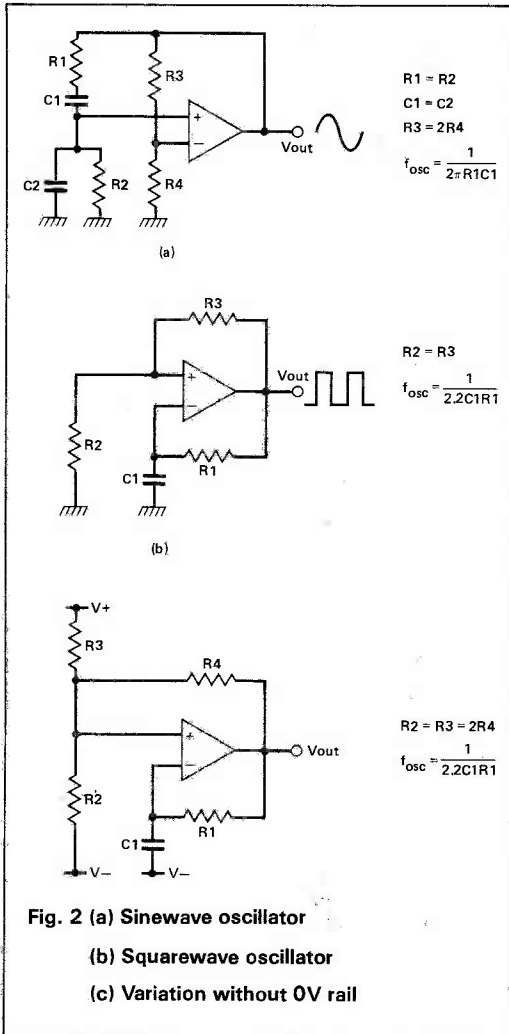 R1
R3
C1
+
−
Vout
C2
R2
R4
R1 = R2
C1 = C2
R3 = 2R4
fosc = 1
2πR1C1
(a)
R3
+
−
Vout
R2
R1
C1
R2 = R3
fosc = 1
2.2C1R1
(b)
V+
R3
R4
+
−
Vout
R2
R1
C1
V−
V−
R2 = R3 = 2R4
fosc = 1
2.2C1R1
Fig. 2 (a) Sinewave oscillator
(b) Squarewave oscillator
(c) Variation without 0V rail